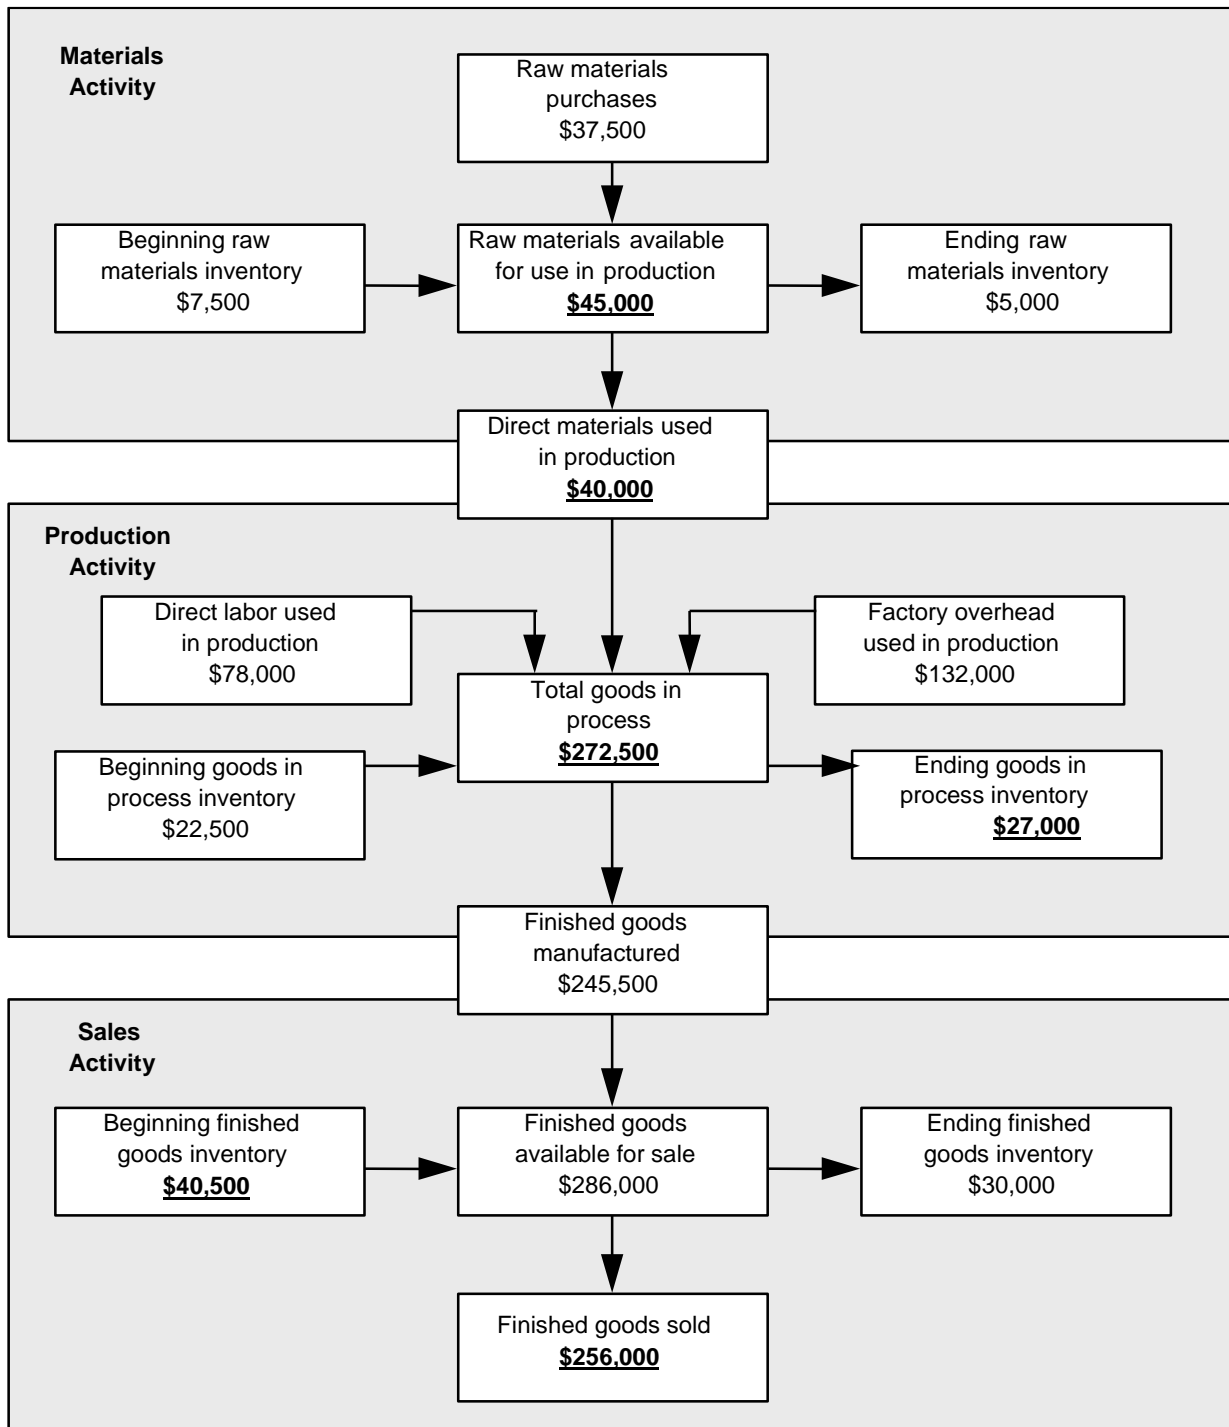 Materials
Activity
Raw materials
purchases
$37,500
Beginning raw
materials inventory
$7,500
Raw materials available
for use in production
$45,000
Ending raw
materials inventory
$5,000
Direct materials used
in production
$40,000
Production
Activity
Direct labor used
in production
$78,000
Factory overhead
used in production
$132,000
Total goods in
process
$272,500
Beginning goods in
process inventory
$22,500
Ending goods in
process inventory
$27,000
Finished goods
manufactured
$245,500
Sales
Activity
Beginning finished
goods inventory
$40,500
Finished goods
available for sale
$286,000
Ending finished
goods inventory
$30,000
Finished goods sold
$256,000